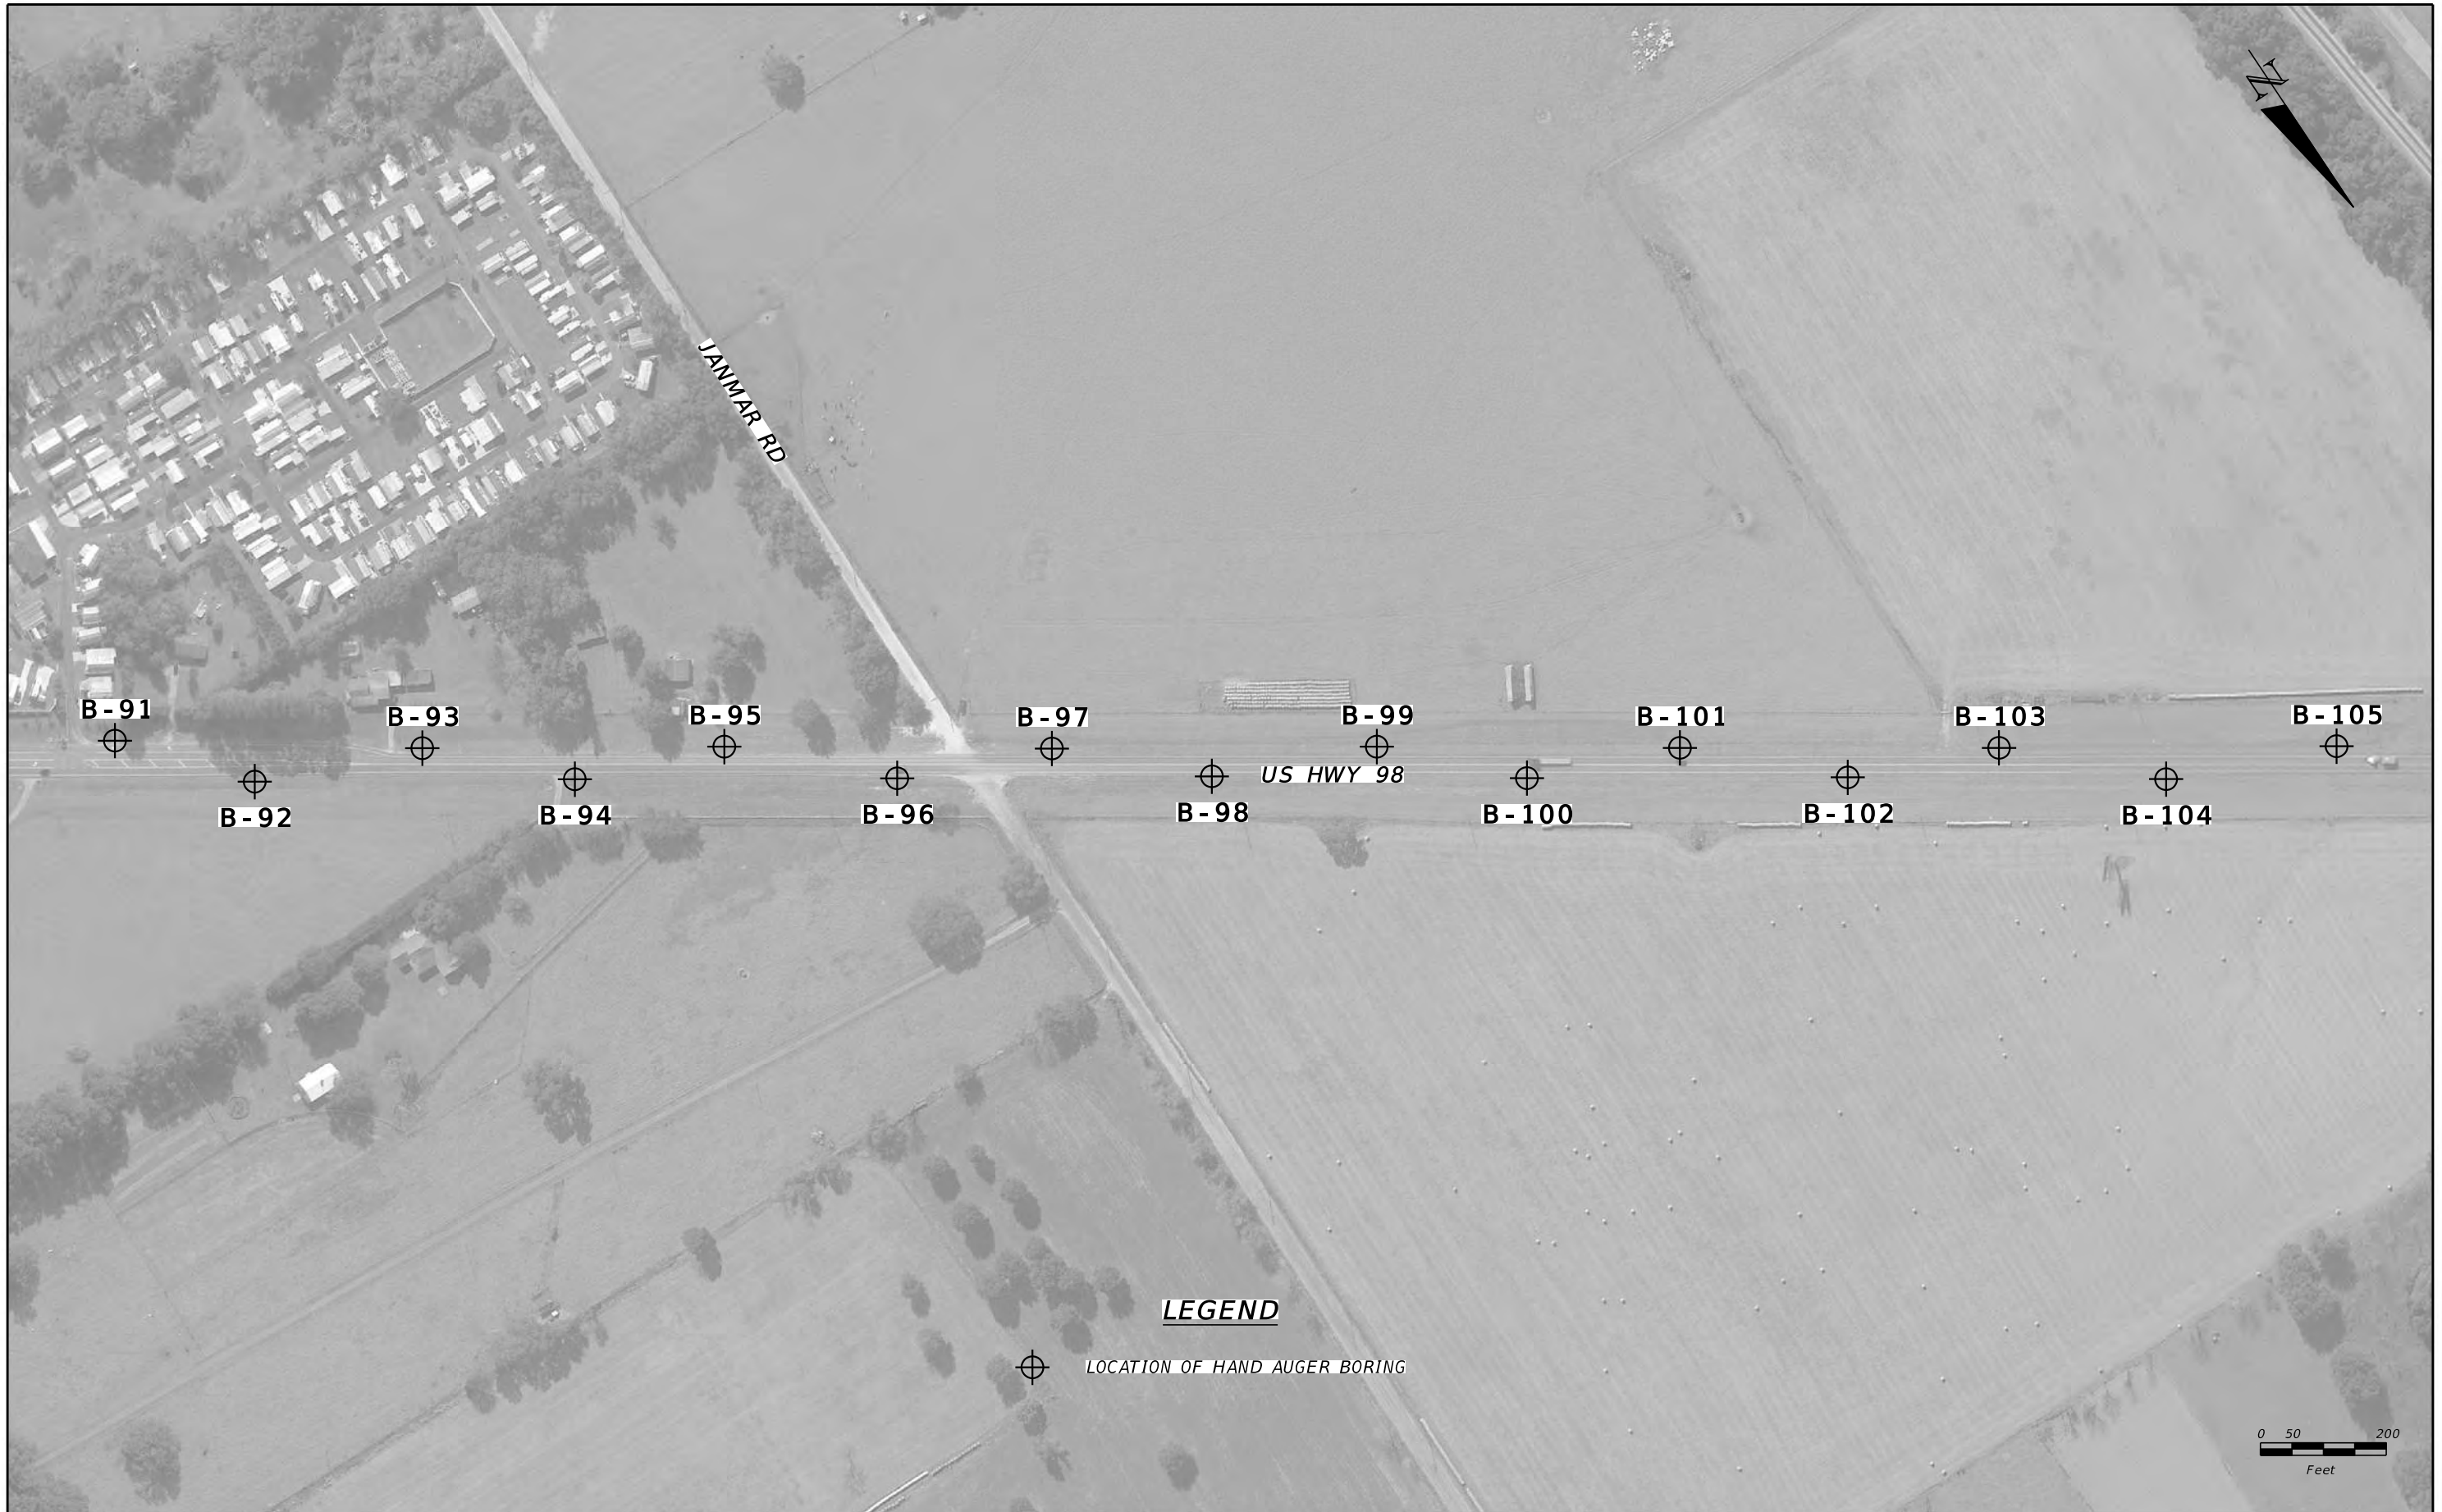 N
JANMAR RD
B-91
B-93
B-95
B-97
B-99
B-101
B-103
B-105
US HWY 98
B-92
B-94
B-96
B-98
B-100
B-102
B-104
LEGEND
LOCATION OF HAND AUGER BORING
0 50 200
Feet